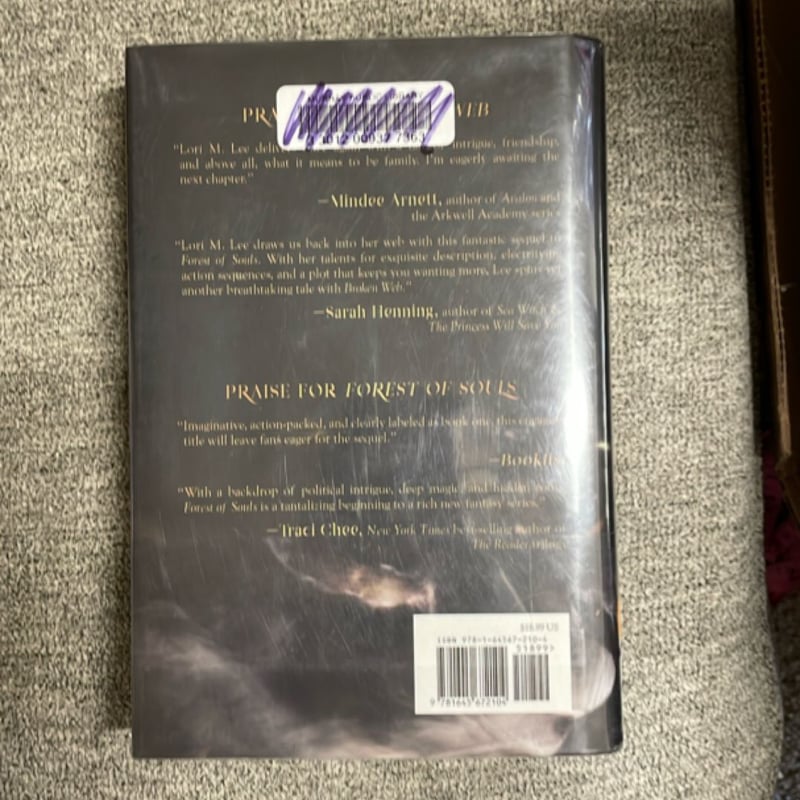 PRA EB
"Lori M. Lee deliv intrigue, friendship,
and above all, what it means to be family. I'm eagerly awaiting the
next chapter."
—Mindee Arnett, author of Avalon and
the Arkwell Academy series
"Lori M. Lee draws us back into her web with this fantastic sequel to
Forest of Souls. With her talents for exquisite description, electrifying
action sequences, and a plot that keeps you wanting more, Lee spins yet
another breathtaking tale with Broken Web."
—Sarah Henning, author of Sea Witch &
The Princess Will Save You
PRAISE FOR FOREST OF SOULS
"Imaginative, action-packed, and clearly labeled as book one, this
title will leave fans eager for the sequel."
—Booklist
"With a backdrop of political intrigue, deep magic and hidden
Forest of Souls is a tantalizing beginning to a rich new fantasy series."
—Traci Chee, New York Times best-selling author of
The Reader trilogy
$18.99 US
ISBN 978-1-64567-210-4
51899>
9 781645 672104